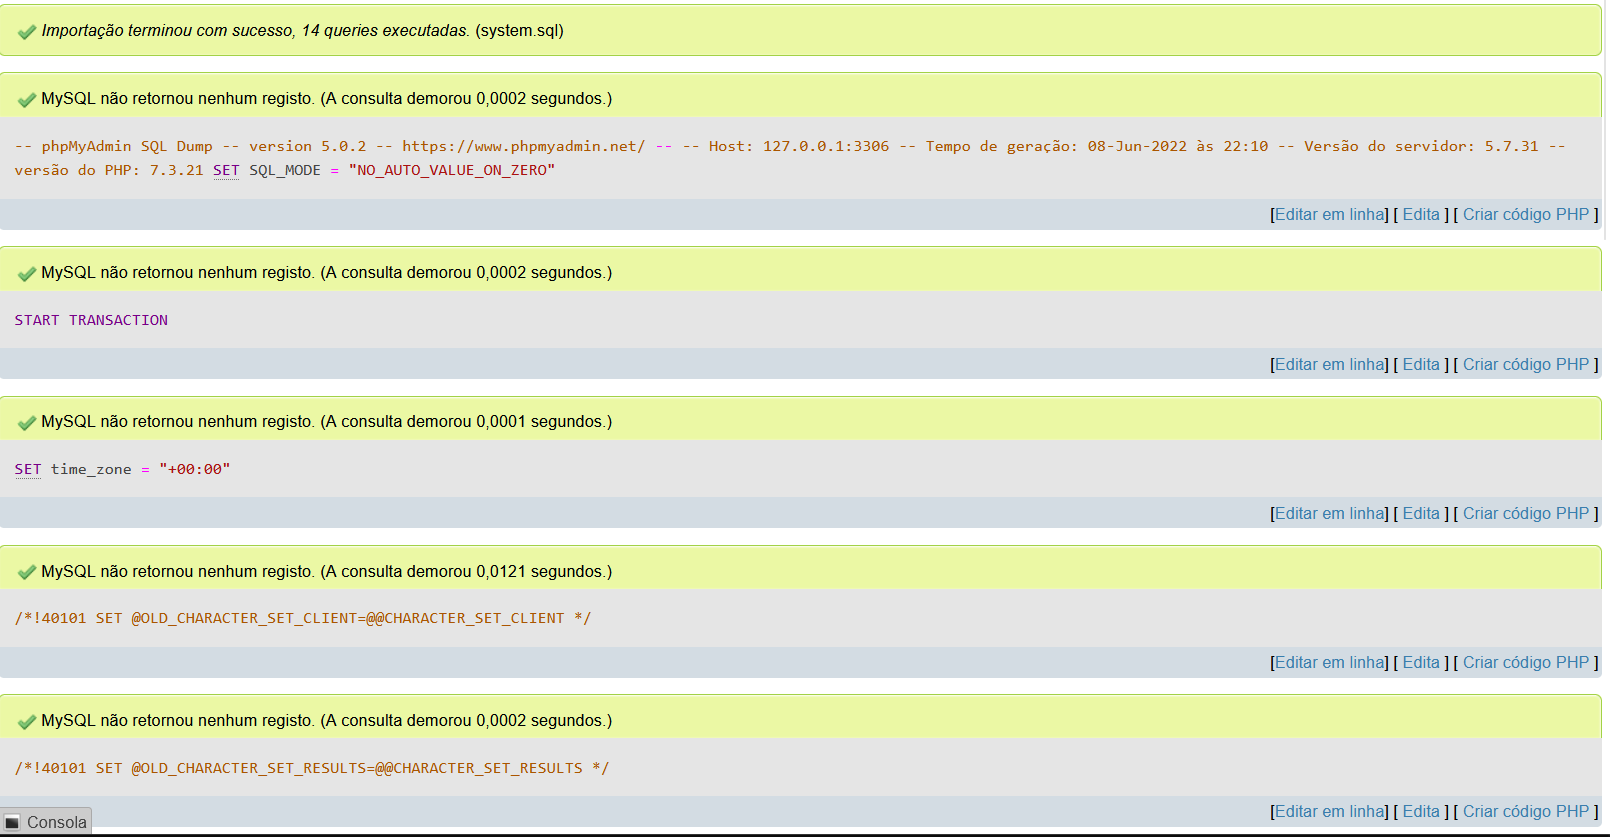 Importação terminou com sucesso, 14 queries executadas. (system.sql)
MySQL não retornou nenhum registo. (A consulta demorou 0,0002 segundos.)
-- phpMyAdmin SQL Dump -- version 5.0.2 -- https://www.phpmyadmin.net/ -- -- Host: 127.0.0.1:3306 -- Tempo de geração: 08-Jun-2022 às 22:10 -- Versão do servidor: 5.7.31 --
versão do PHP: 7.3.21 SET SQL_MODE = "NO_AUTO_VALUE_ON_ZERO"
[Editar em linha] [ Edita ] [ Criar código PHP ]
MySQL não retornou nenhum registo. (A consulta demorou 0,0002 segundos.)
START TRANSACTION
[Editar em linha] [ Edita ] [ Criar código PHP ]
MySQL não retornou nenhum registo. (A consulta demorou 0,0001 segundos.)
SET time_zone = "+00:00"
[Editar em linha] [ Edita ] [ Criar código PHP ]
MySQL não retornou nenhum registo. (A consulta demorou 0,0121 segundos.)
/*!40101 SET @OLD_CHARACTER_SET_CLIENT=@@CHARACTER_SET_CLIENT */
[Editar em linha] [ Edita ] [ Criar código PHP ]
MySQL não retornou nenhum registo. (A consulta demorou 0,0002 segundos.)
/*!40101 SET @OLD_CHARACTER_SET_RESULTS=@@CHARACTER_SET_RESULTS */
[Editar em linha] [ Edita ] [ Criar código PHP ]
Consola